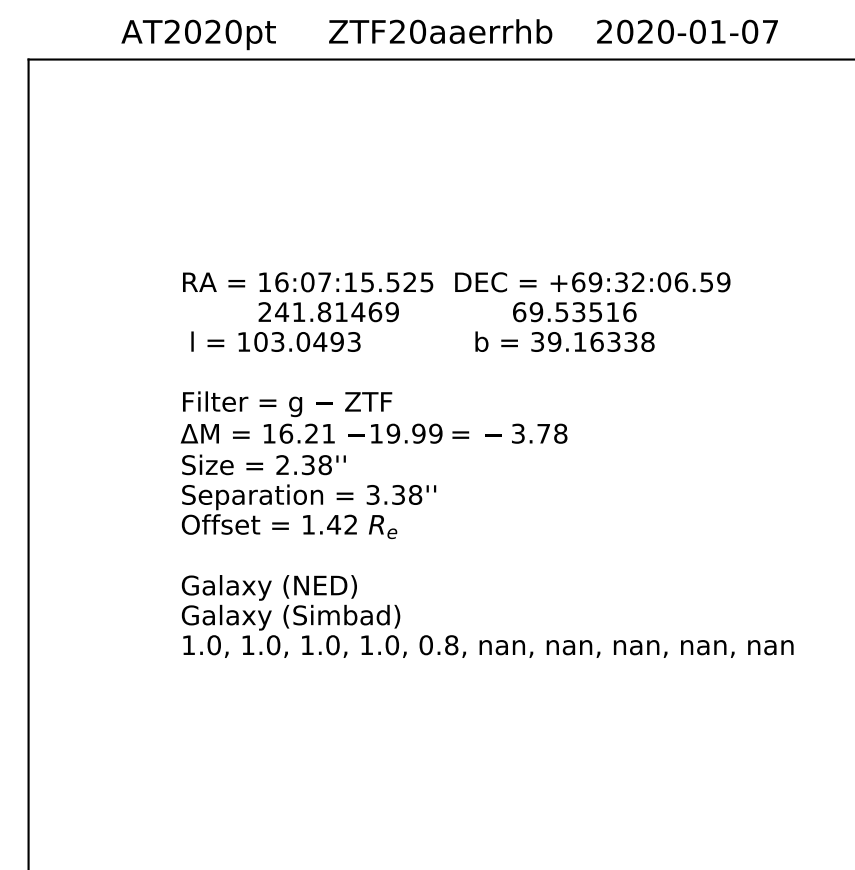 AT2020pt ZTF20aaerrhb 2020-01-07
RA = 16:07:15.525 DEC = +69:32:06.59
241.81469 69.53516
l = 103.0493 b = 39.16338
Filter = g − ZTF
ΔM = 16.21 −19.99 = − 3.78
Size = 2.38''
Separation = 3.38''
Offset = 1.42 Rₑ
Galaxy (NED)
Galaxy (Simbad)
1.0, 1.0, 1.0, 1.0, 0.8, nan, nan, nan, nan, nan